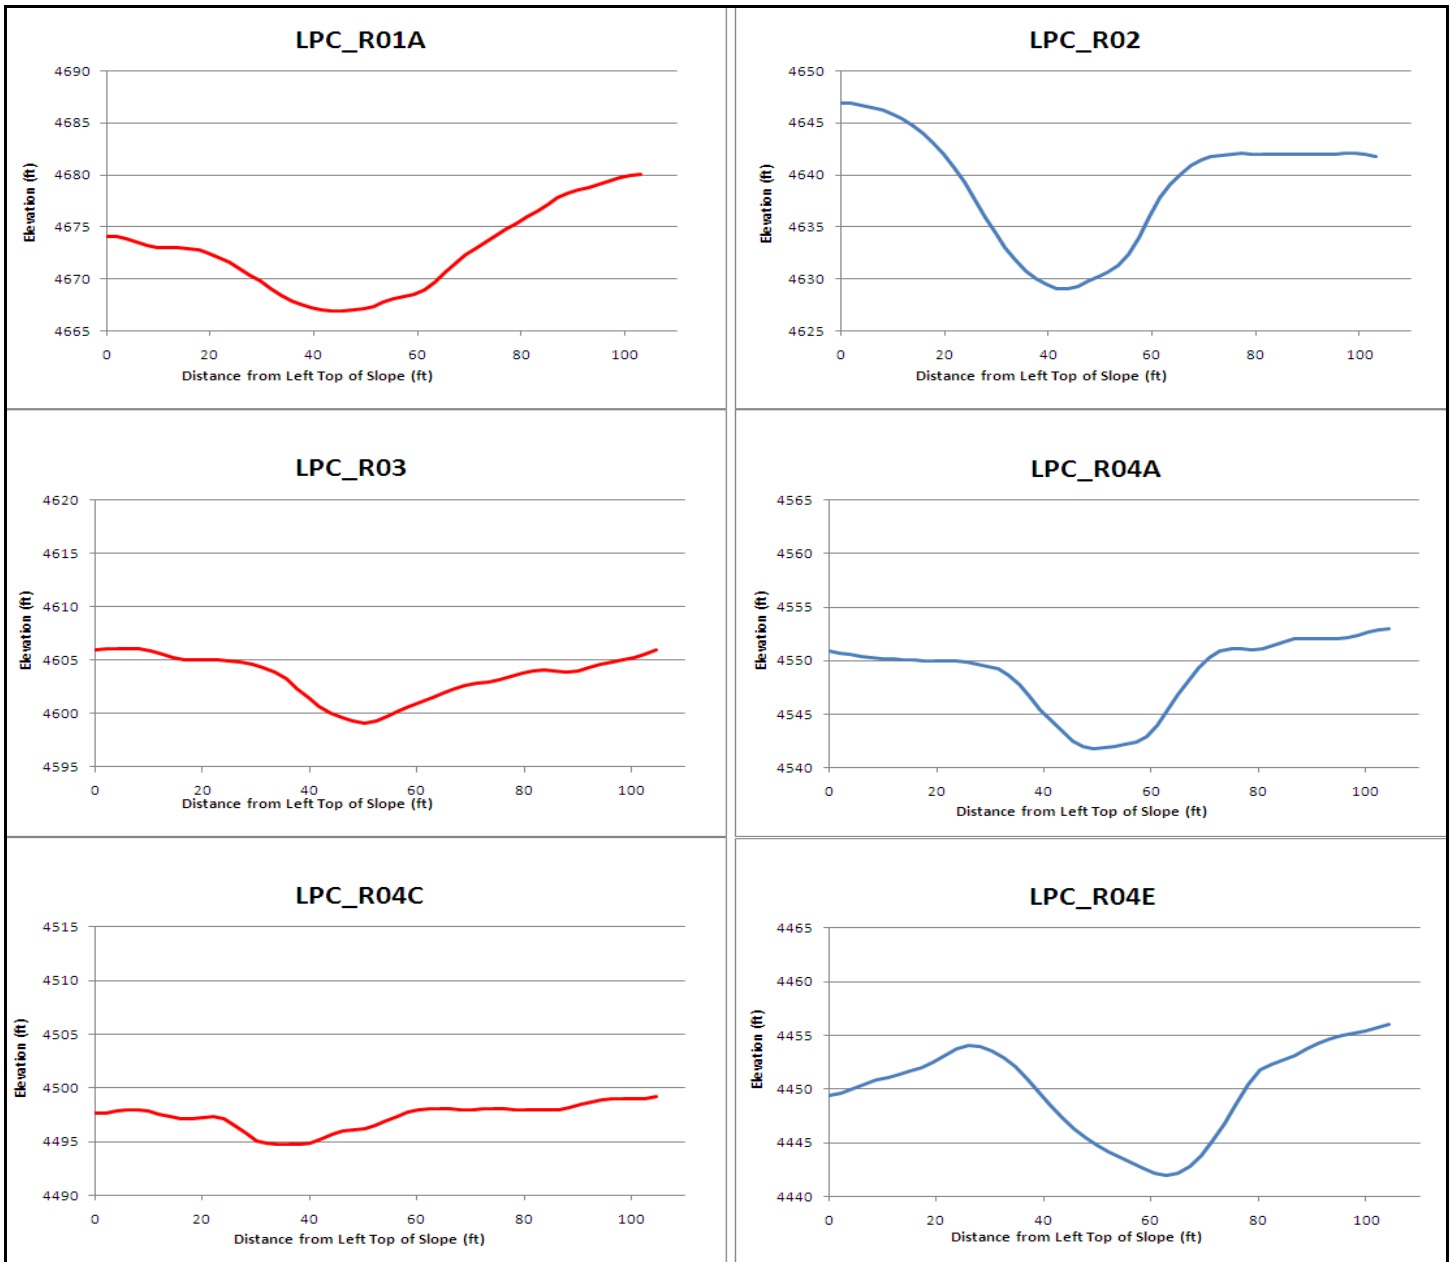 LPC_R01A
4690
4685
4680
4675
4670
4665
Elevation (ft)
0 20 40 60 80 100
Distance from Left Top of Slope (ft)
LPC_R02
4650
4645
4640
4635
4630
4625
Elevation (ft)
0 20 40 60 80 100
Distance from Left Top of Slope (ft)
LPC_R03
4620
4615
4610
4605
4600
4595
Elevation (ft)
0 20 40 60 80 100
Distance from Left Top of Slope (ft)
LPC_R04A
4565
4560
4555
4550
4545
4540
Elevation (ft)
0 20 40 60 80 100
Distance from Left Top of Slope (ft)
LPC_R04C
4515
4510
4505
4500
4495
4490
Elevation (ft)
0 20 40 60 80 100
Distance from Left Top of Slope (ft)
LPC_R04E
4465
4460
4455
4450
4445
4440
Elevation (ft)
0 20 40 60 80 100
Distance from Left Top of Slope (ft)